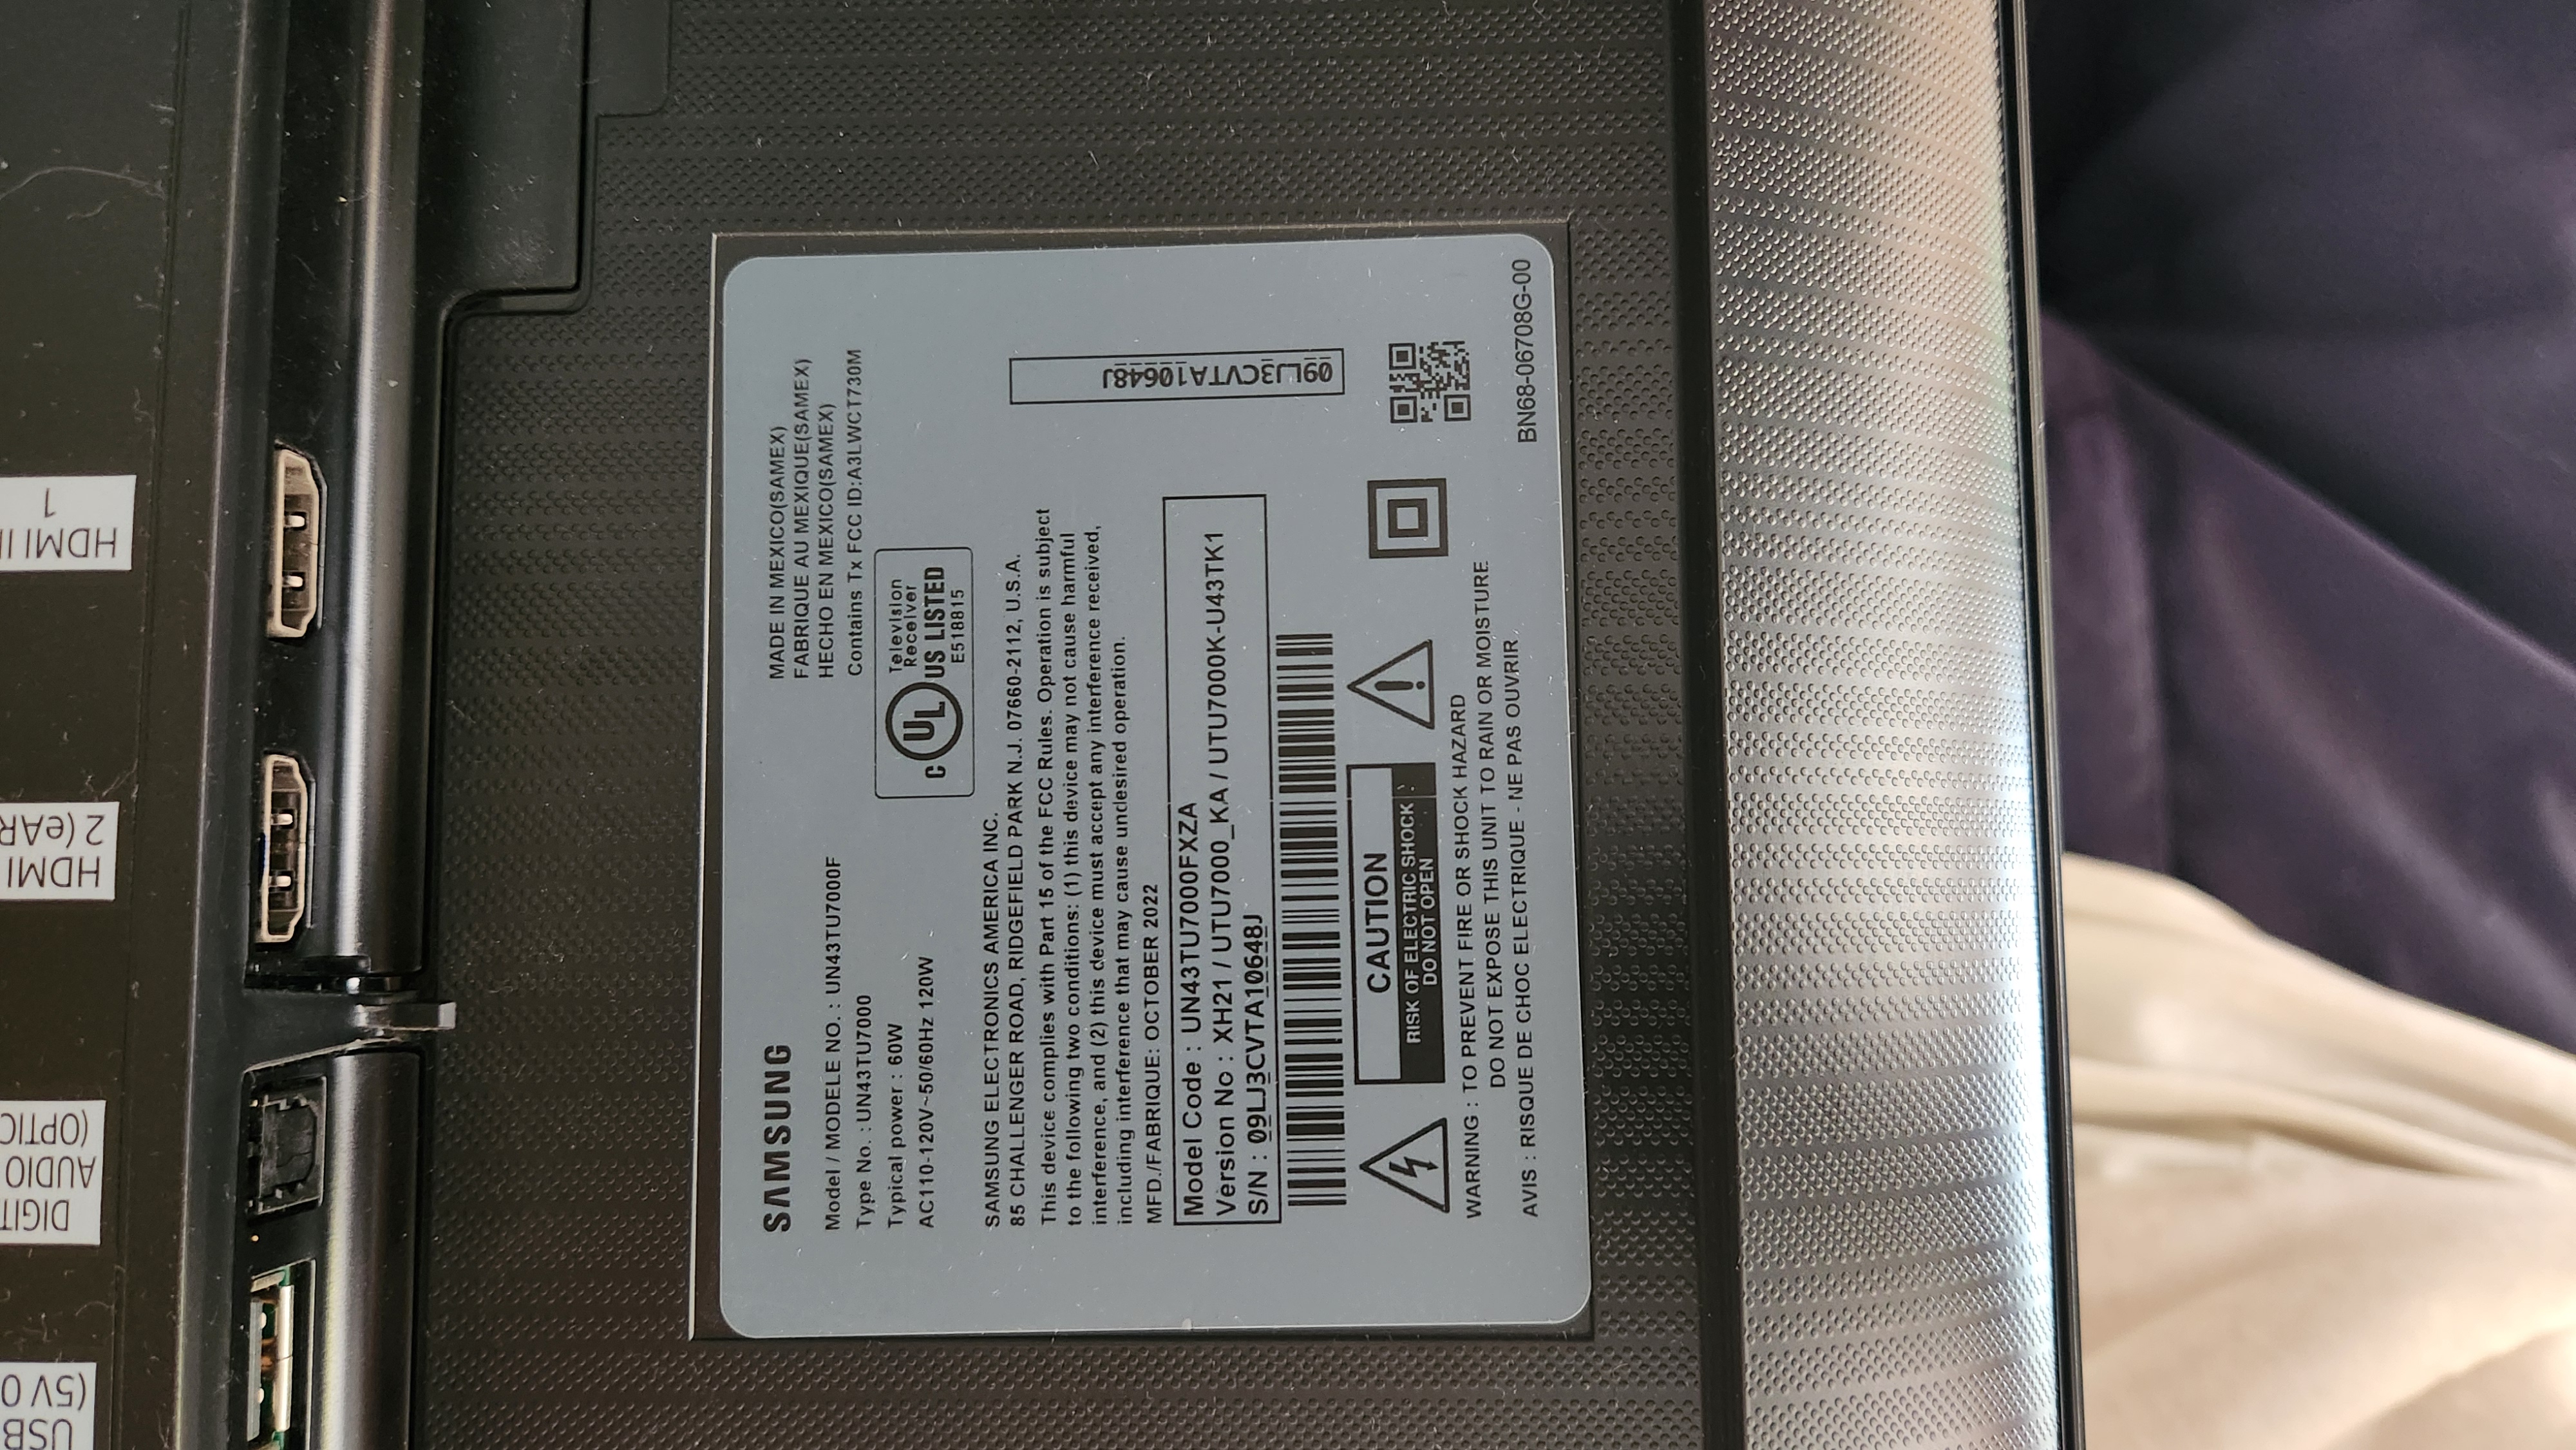 SAMSUNG
Model / MODELE NO. : UN43TU7000F
Type No. : UN43TU7000
Typical power : 60W
AC110-120V~50/60Hz 120W
MADE IN MEXICO(SAMEX)
FABRIQUE AU MEXIQUE(SAMEX)
HECHO EN MEXICO(SAMEX)
Contains Tx FCC ID:A3LWCT730M
C UL US LISTED
Television
Receiver
E518815
SAMSUNG ELECTRONICS AMERICA INC.
85 CHALLENGER ROAD, RIDGEFIELD PARK N.J. 07660-2112, U.S.A.
This device complies with Part 15 of the FCC Rules. Operation is subject
to the following two conditions: (1) this device may not cause harmful
interference, and (2) this device must accept any interference received,
including interference that may cause undesired operation.
MFD./FABRIQUE: OCTOBER 2022
Model Code : UN43TU7000FXZA
Version No : XH21 / UTU7000_KA / UTU7000K-U43TK1
S/N : 09LJ3CVTA10648J
09LJ3CVTA10648J
CAUTION
RISK OF ELECTRIC SHOCK
DO NOT OPEN
WARNING : TO PREVENT FIRE OR SHOCK HAZARD
DO NOT EXPOSE THIS UNIT TO RAIN OR MOISTURE
AVIS : RISQUE DE CHOC ELECTRIQUE - NE PAS OUVRIR
BN68-06708G-00
USB
(5V
AUDIO
HDMI
2 (eAR
HDMI
1